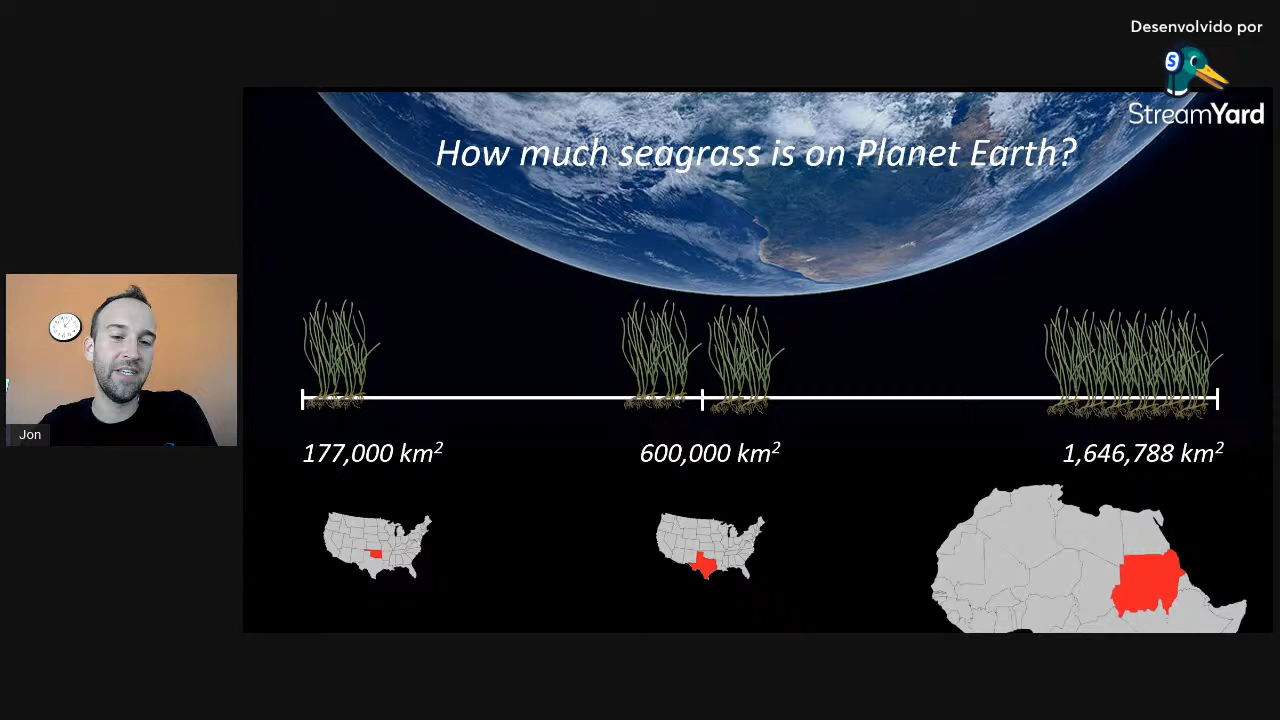 Desenvolvido por
S
StreamYard
How much seagrass is on Planet Earth?
Jon
177,000 km²
600,000 km²
1,646,788 km²